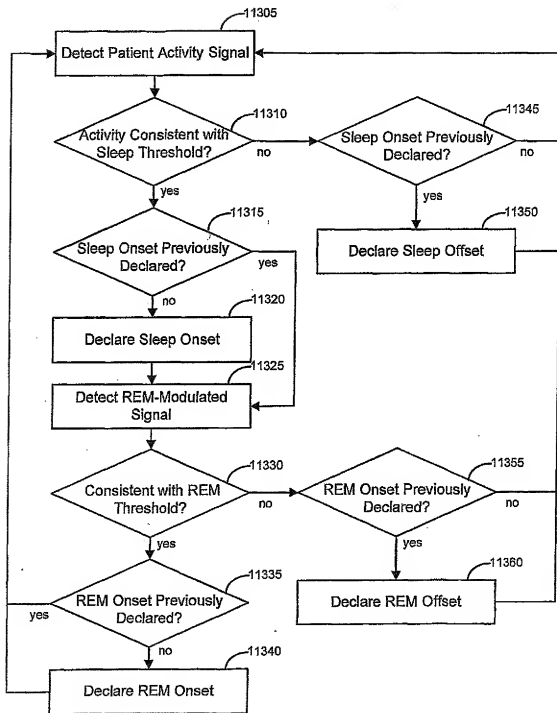 11305
Detect Patient Activity Signal
11310
Activity Consistent with
Sleep Threshold?
no
yes
11345
Sleep Onset Previously
Declared?
no
yes
11315
Sleep Onset Previously
Declared?
yes
no
11350
Declare Sleep Offset
11320
Declare Sleep Onset
11325
Detect REM-Modulated
Signal
11330
Consistent with REM
Threshold?
no
yes
11355
REM Onset Previously
Declared?
no
yes
11335
REM Onset Previously
Declared?
yes
no
11360
Declare REM Offset
11340
Declare REM Onset